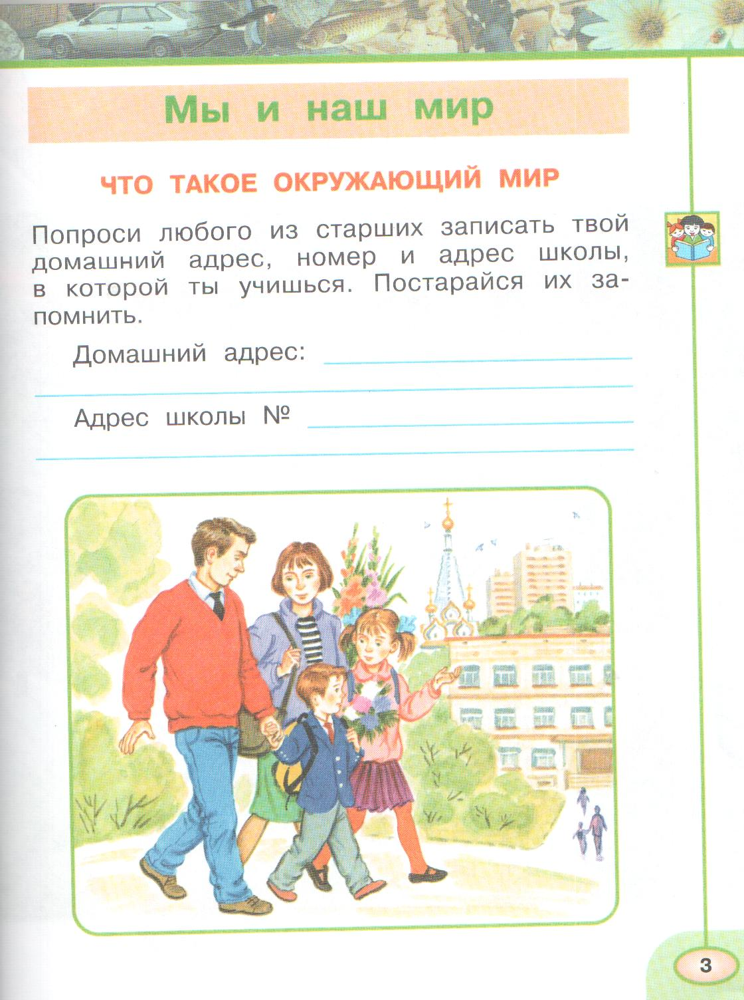 Мы и наш мир
ЧТО ТАКОЕ ОКРУЖАЮЩИЙ МИР
Попроси любого из старших записать твой
домашний адрес, номер и адрес школы,
в которой ты учишься. Постарайся их за-
помнить.
Домашний адрес:
Адрес школы №
3